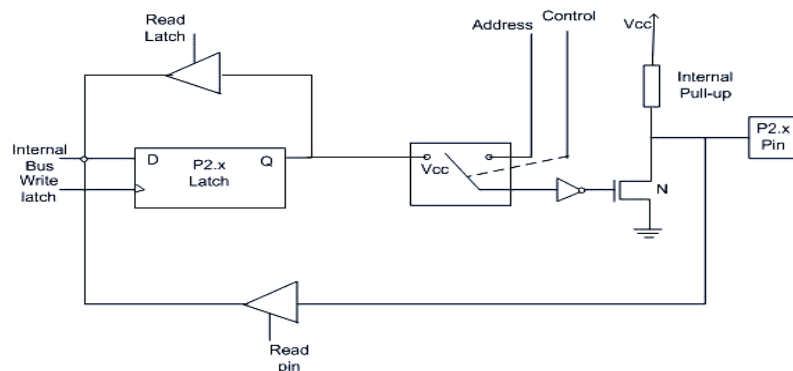 Read
Latch
Address
Control
Vcc
Internal
Pull-up
P2.x
Pin
Internal
Bus
Write
latch
D
P2.x
Latch
Q
Vcc
N
Read
pin